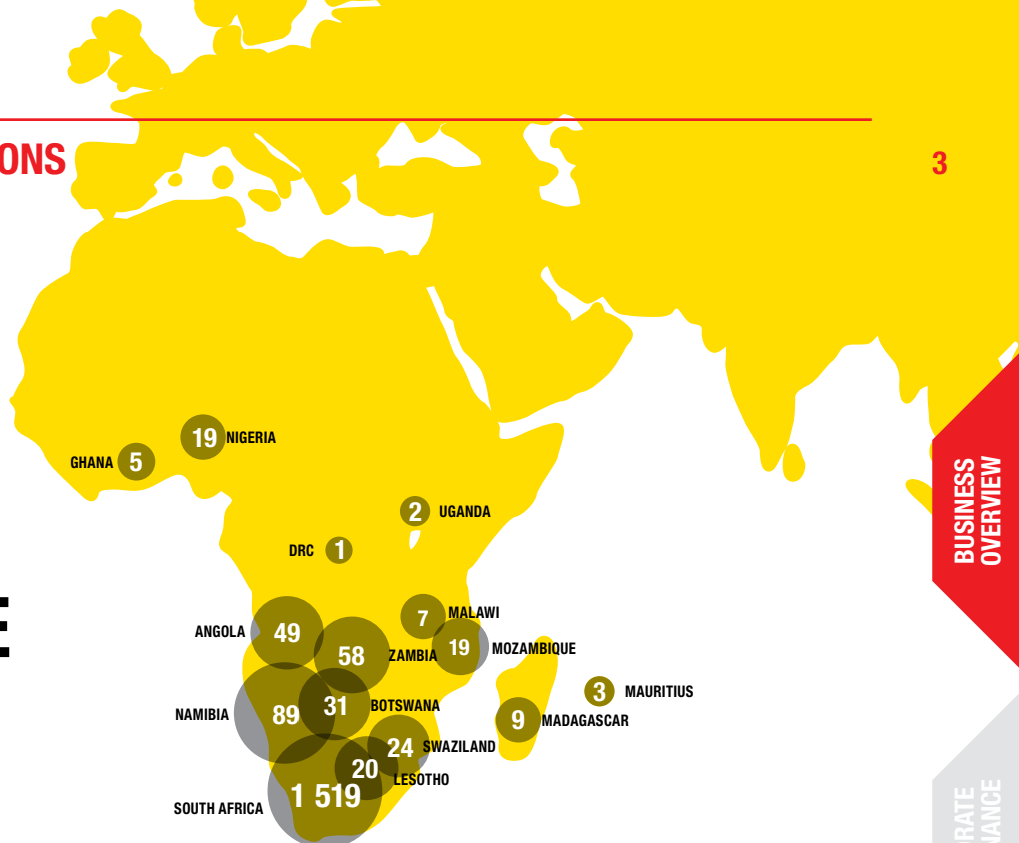 ONS
3
19 NIGERIA
GHANA 5
2 UGANDA
DRC 1
7 MALAWI
ANGOLA 49
58 ZAMBIA
19 MOZAMBIQUE
3 MAURITIUS
NAMIBIA 89
31 BOTSWANA
9 MADAGASCAR
24 SWAZILAND
20 LESOTHO
SOUTH AFRICA 1 519
E
BUSINESS
OVERVIEW
RATE
NANCE